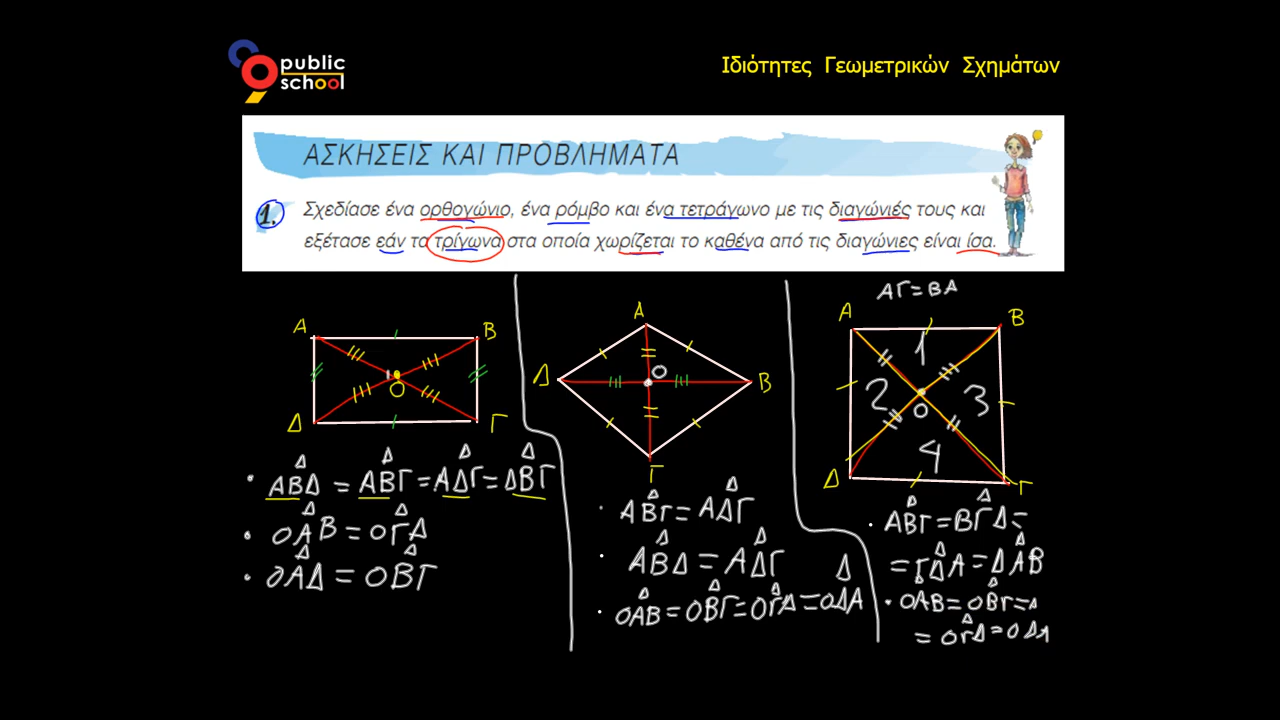 public
school
Ιδιότητες Γεωμετρικών Σχημάτων
ΑΣΚΗΣΕΙΣ ΚΑΙ ΠΡΟΒΛΗΜΑΤΑ
1. Σχεδίασε ένα ορθογώνιο, ένα ρόμβο και ένα τετράγωνο με τις διαγώνιές τους και
εξέτασε εάν τα τρίγωνα στα οποία χωρίζεται το καθένα από τις διαγώνιες είναι ίσα.
Α Β
Ο
Δ Γ
ΑΒΔ = ΑΒΓ = ΑΔΓ = ΔΒΓ
ΟΑΒ = ΟΓΔ
ΟΑΔ = ΟΒΓ
Α
Δ Ο Β
Γ
ΑΒΓ = ΑΔΓ
ΑΒΔ = ΑΔΓ
ΟΑΒ = ΟΒΓ = ΟΓΔ = ΟΔΑ
ΑΓ = ΒΔ
Α Β
1
2 3
Ο
4
Δ Γ
ΑΒΓ = ΒΓΔ =
= ΓΔΑ = ΔΑΒ
ΟΑΒ = ΟΒΓ =
= ΟΓΔ = ΟΔΑ